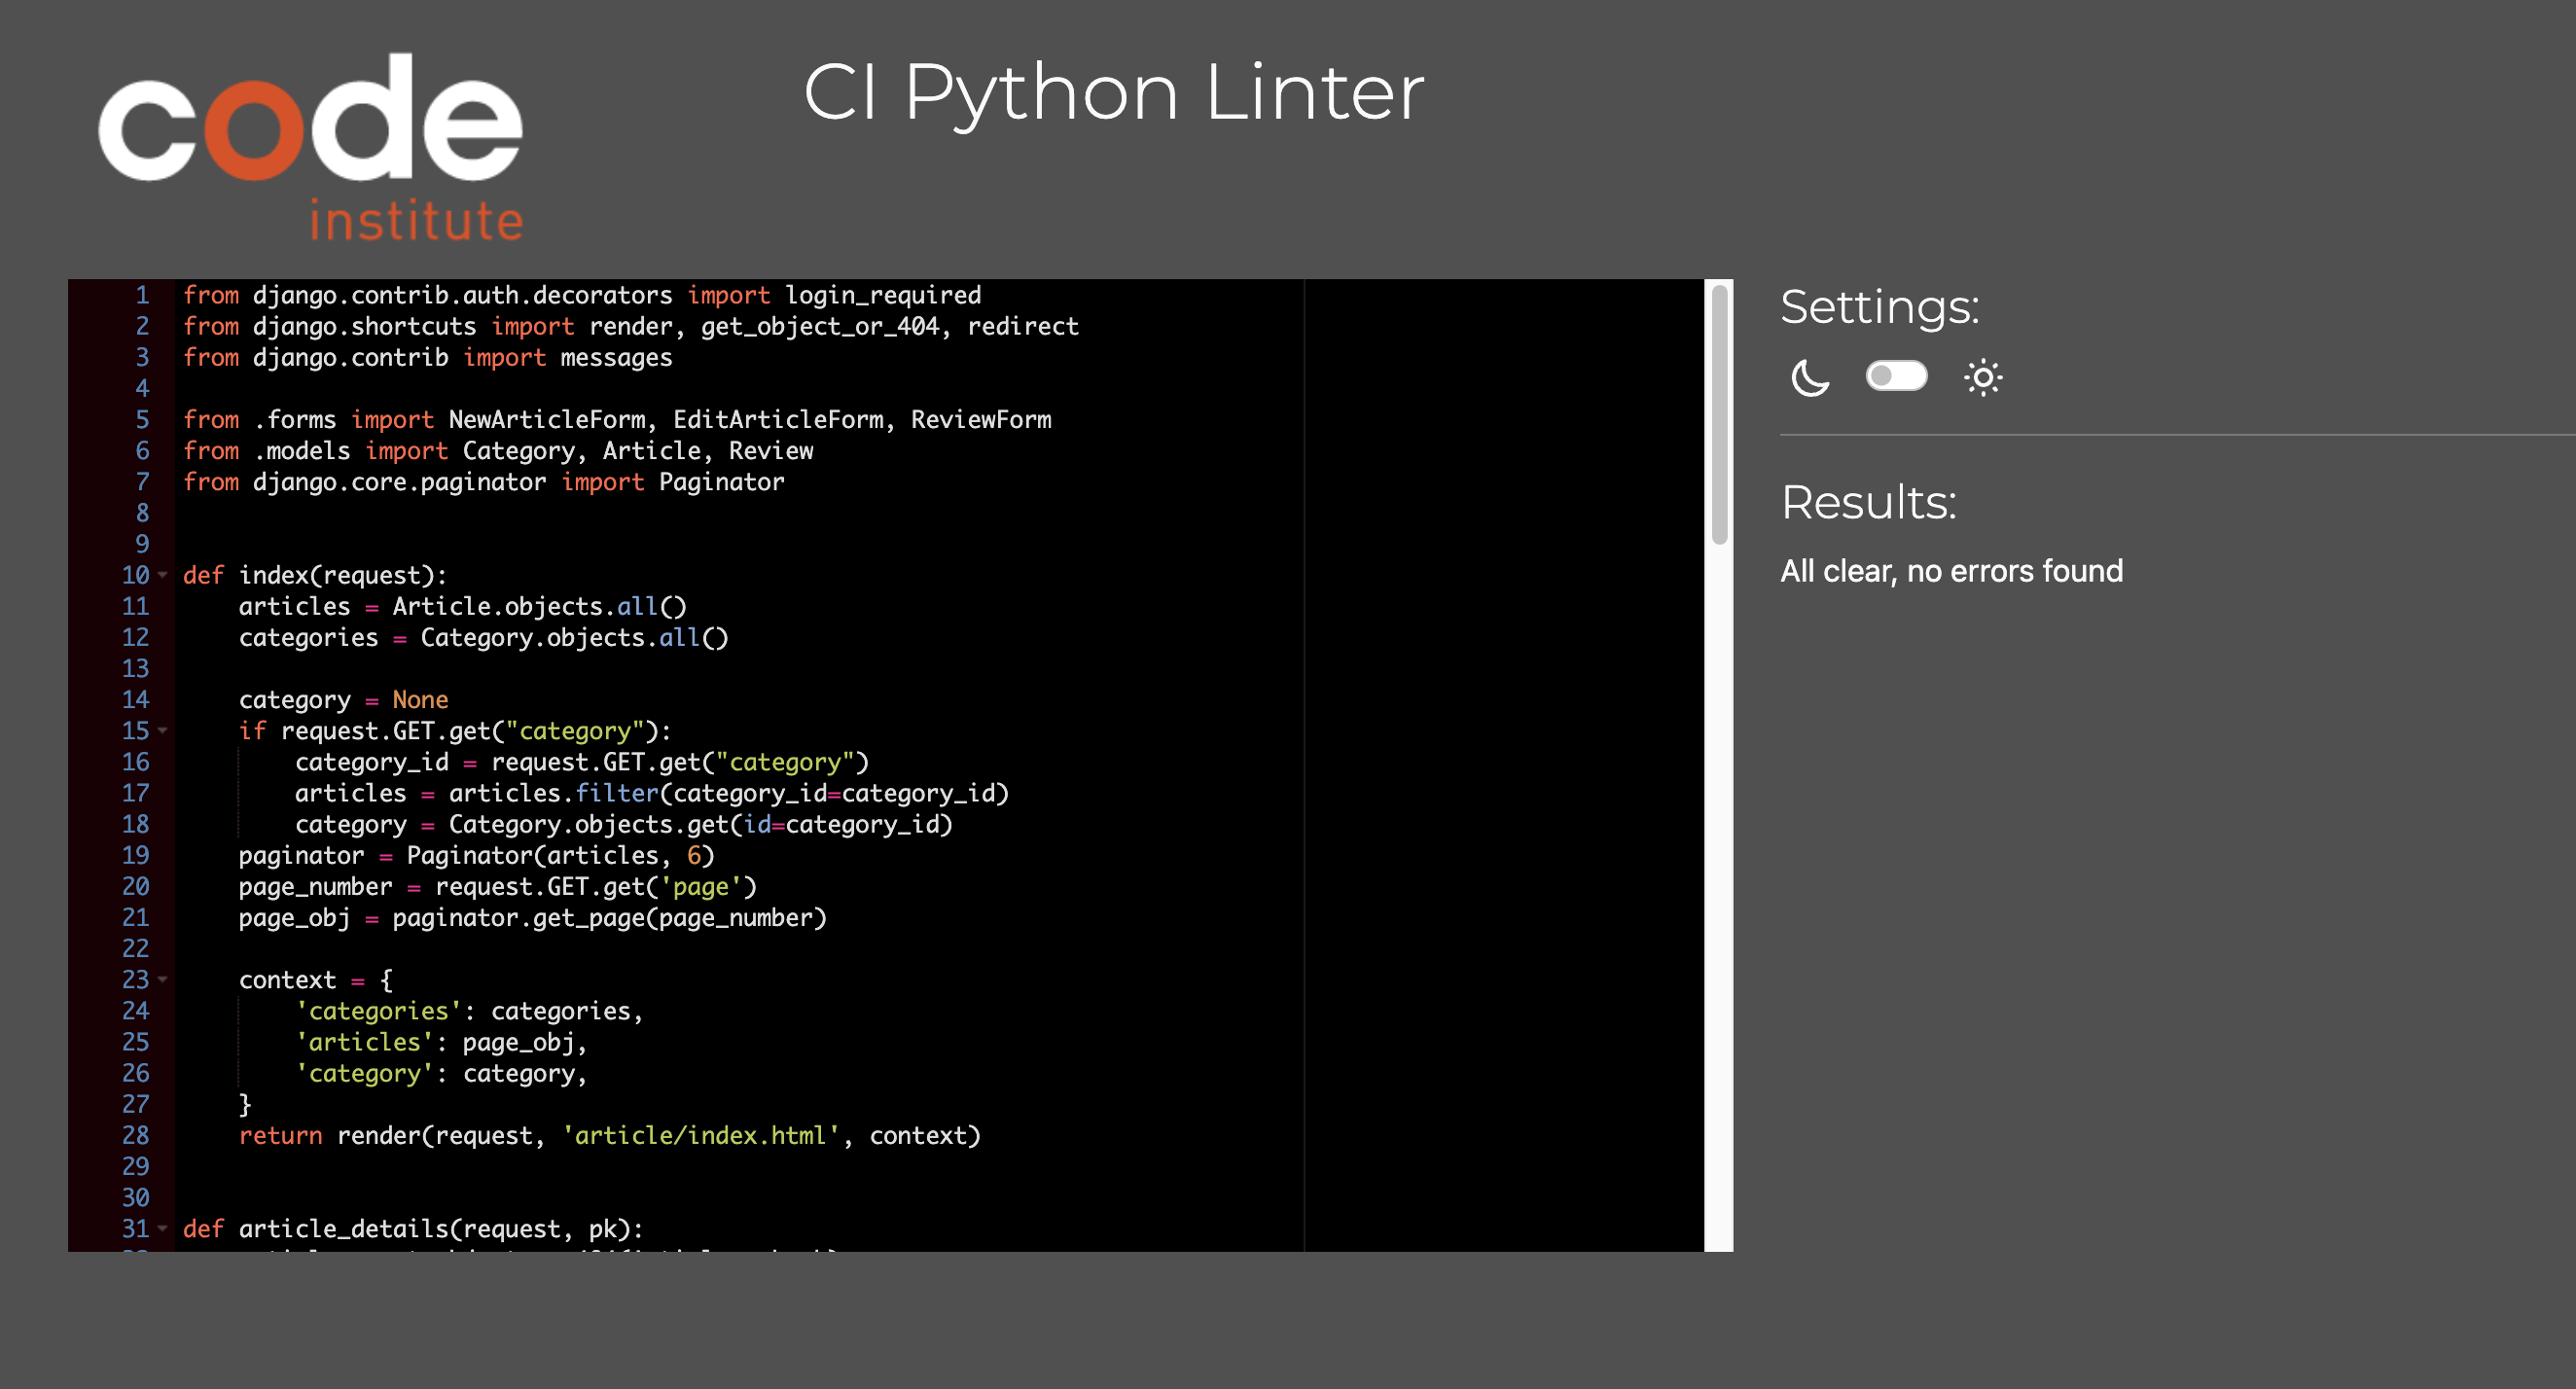 code
institute
CI Python Linter
1 from django.contrib.auth.decorators import login_required
2 from django.shortcuts import render, get_object_or_404, redirect
3 from django.contrib import messages
4
5 from .forms import NewArticleForm, EditArticleForm, ReviewForm
6 from .models import Category, Article, Review
7 from django.core.paginator import Paginator
8
9
10 def index(request):
11     articles = Article.objects.all()
12     categories = Category.objects.all()
13
14     category = None
15     if request.GET.get("category"):
16         category_id = request.GET.get("category")
17         articles = articles.filter(category_id=category_id)
18         category = Category.objects.get(id=category_id)
19     paginator = Paginator(articles, 6)
20     page_number = request.GET.get('page')
21     page_obj = paginator.get_page(page_number)
22
23     context = {
24         'categories': categories,
25         'articles': page_obj,
26         'category': category,
27     }
28     return render(request, 'article/index.html', context)
29
30
31 def article_details(request, pk):
Settings:
Results:
All clear, no errors found